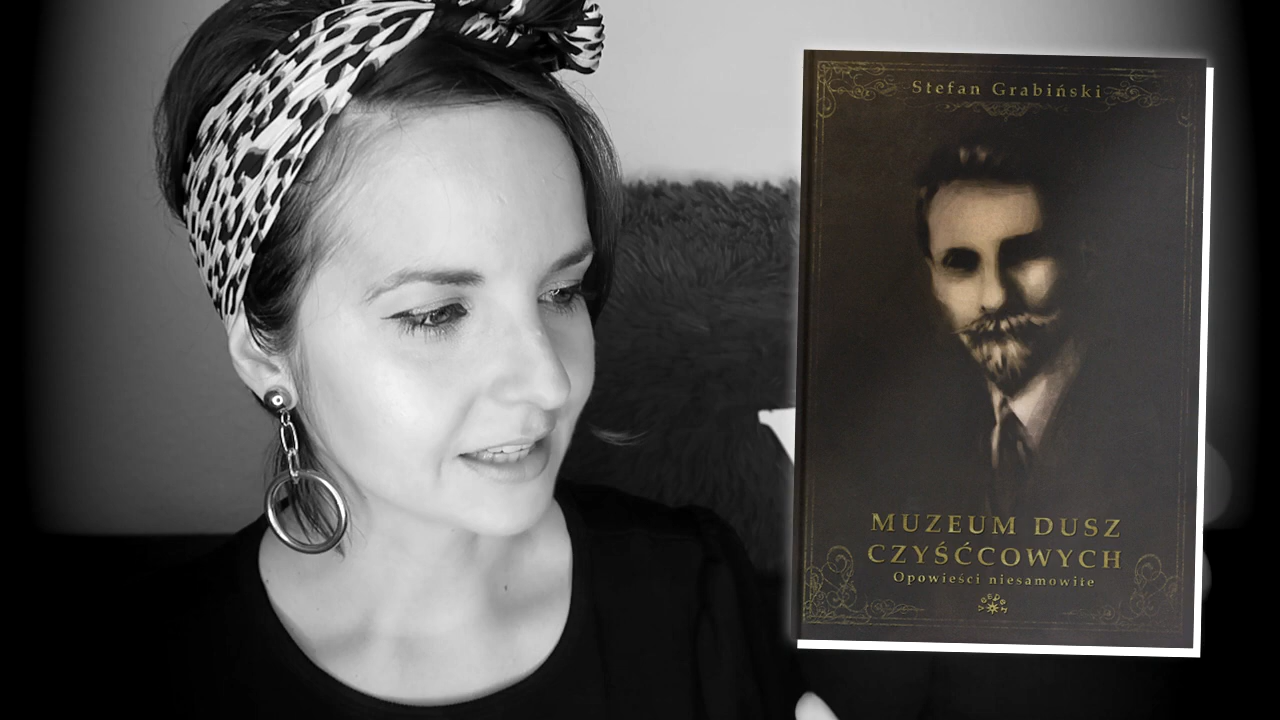 Stefan Grabiński
MUZEUM DUSZ
CZYŚĆCOWYCH
Opowieści niesamowite